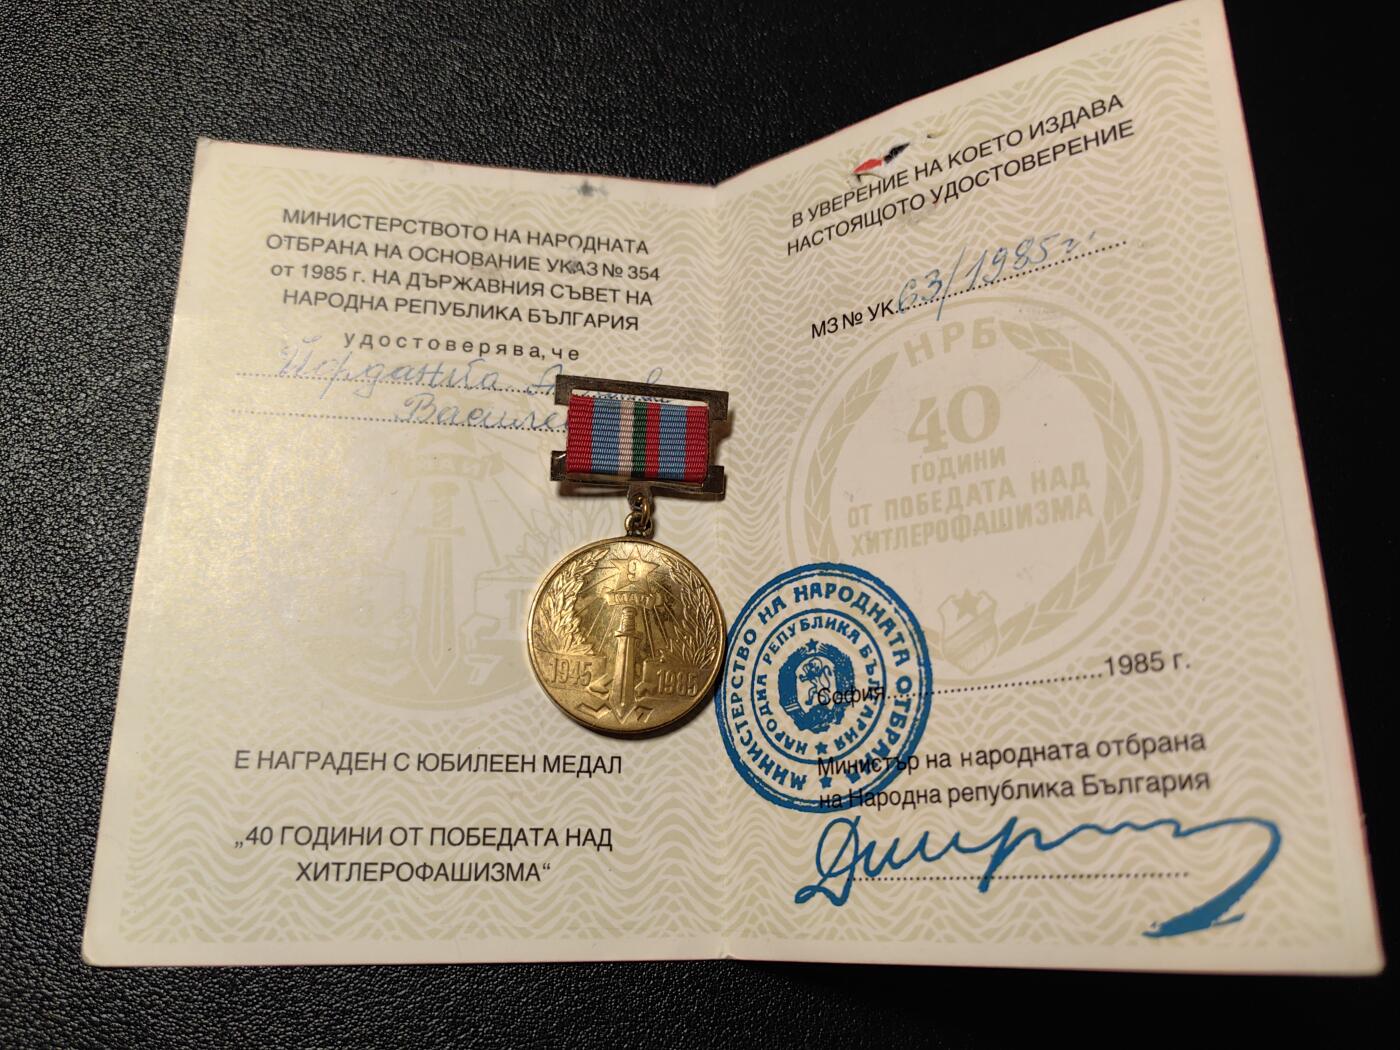 МИНИСТЕРСТВОТО НА НАРОДНАТА
ОТБРАНА НА ОСНОВАНИЕ УКАЗ № 354
от 1985 г. НА ДЪРЖАВНИЯ СЪВЕТ НА
НАРОДНА РЕПУБЛИКА БЪЛГАРИЯ
удостоверява, че
Йорданка
Василе
9
МАЙ
1945 1985
Е НАГРАДЕН С ЮБИЛЕЕН МЕДАЛ
„40 ГОДИНИ ОТ ПОБЕДАТА НАД
ХИТЛЕРОФАШИЗМА“
В УВЕРЕНИЕ НА КОЕТО ИЗДАВА
НАСТОЯЩОТО УДОСТОВЕРЕНИЕ
МЗ № УК 63/1985 г.
НРБ
40
ГОДИНИ
ОТ ПОБЕДАТА НАД
ХИТЛЕРОФАШИЗМА
МИНИСТЕРСТВО НА НАРОДНАТА ОТБРАНА
НАРОДНА РЕПУБЛИКА БЪЛГАРИЯ
София 1985 г.
Министър на народната отбрана
на Народна република България